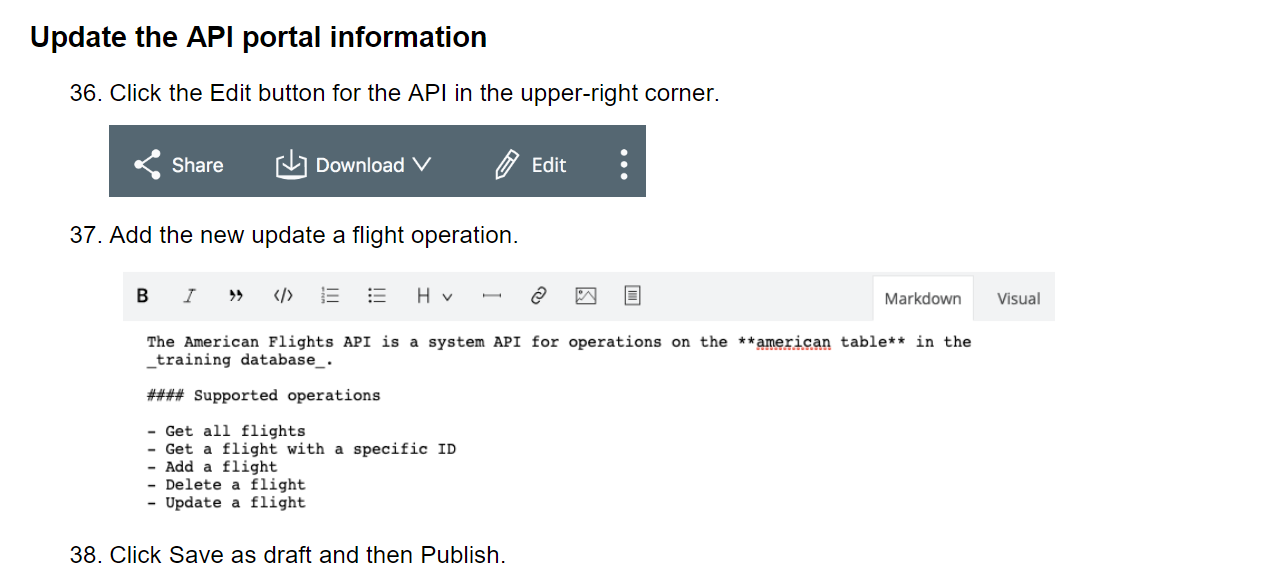 Update the API portal information
36. Click the Edit button for the API in the upper-right corner.
Share Download Edit
37. Add the new update a flight operation.
B I ” </> H Markdown Visual
The American Flights API is a system API for operations on the **american table** in the
_training database_.
#### Supported operations
- Get all flights
- Get a flight with a specific ID
- Add a flight
- Delete a flight
- Update a flight
38. Click Save as draft and then Publish.